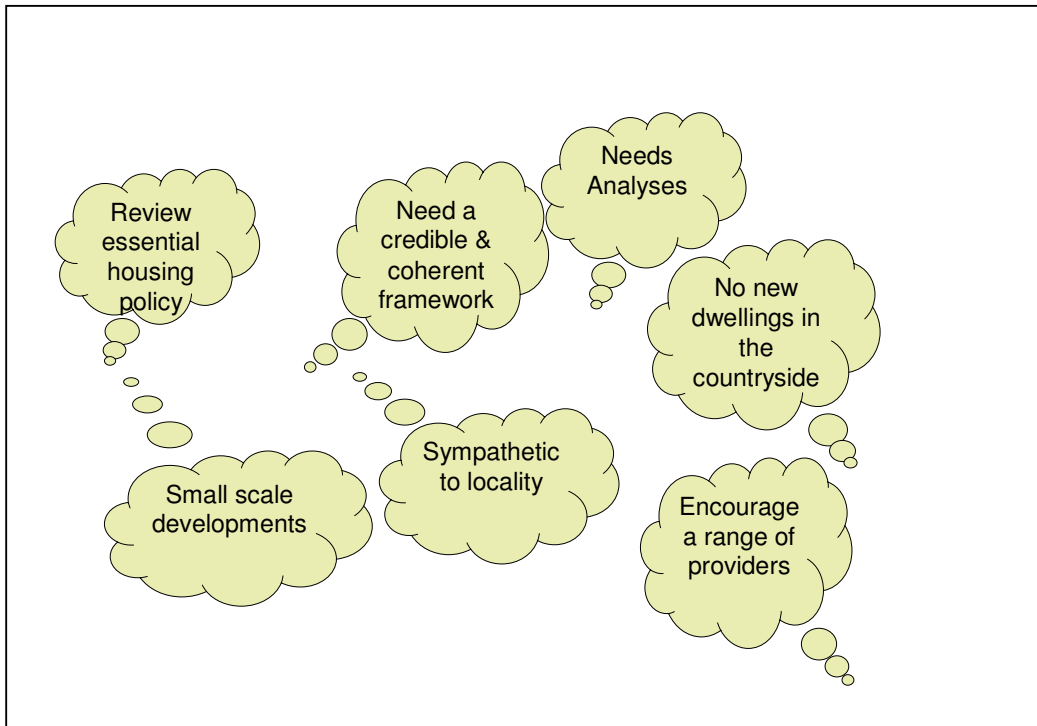 Review
essential
housing
policy
Need a
credible &
coherent
framework
Needs
Analyses
No new
dwellings in
the
countryside
Small scale
developments
Sympathetic
to locality
Encourage
a range of
providers